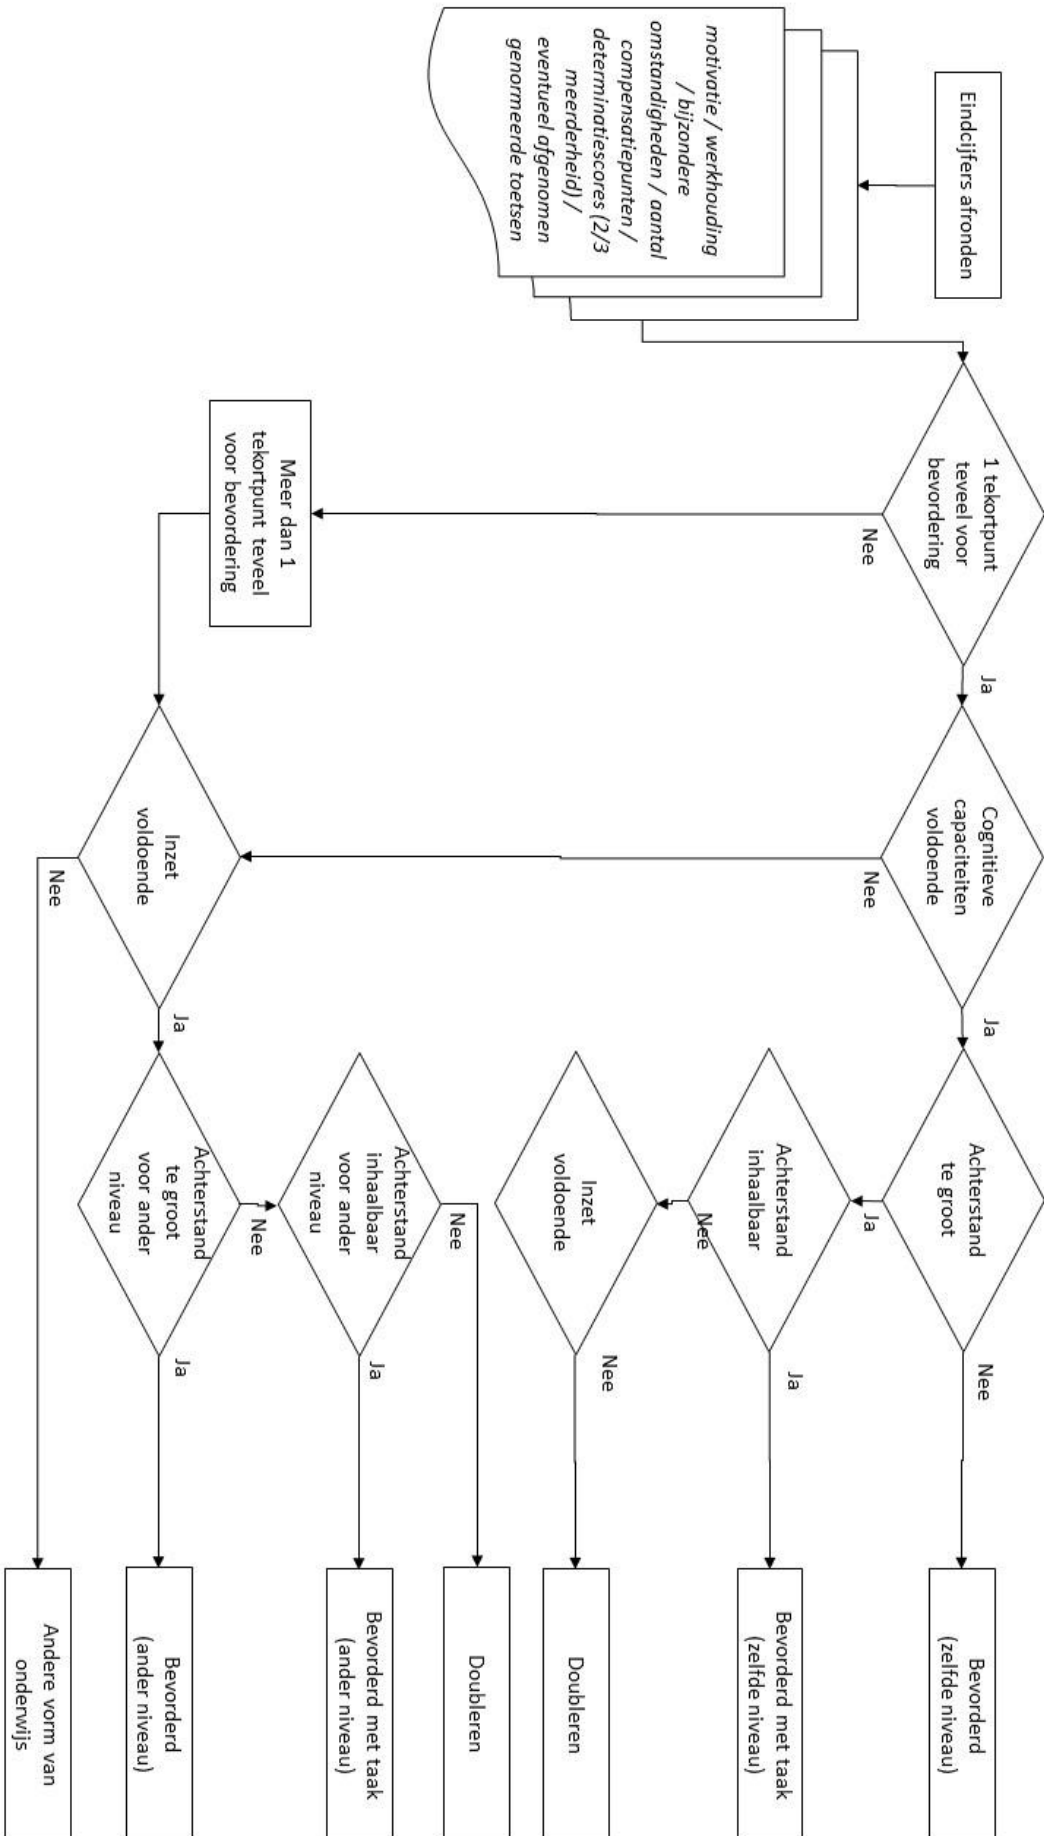 Eindcijfers afronden
motivatie / werkhouding
/ bijzondere
omstandigheden / aantal
compensatiepunten /
determinatiescores (2/3
meerderheid) /
eventueel afgenomen
genormeerde toetsen
1 tekortpunt
teveel voor
bevordering
Ja
Nee
Cognitieve
capaciteiten
voldoende
Ja
Nee
Achterstand
te groot
Nee
Ja
Bevorderd
(zelfde niveau)
Achterstand
inhaalbaar
Ja
Nee
Bevorderd met taak
(zelfde niveau)
Inzet
voldoende
Nee
Doubleren
Meer dan 1
tekortpunt teveel
voor bevordering
Inzet
voldoende
Ja
Nee
Achterstand
inhaalbaar
voor ander
niveau
Nee
Ja
Doubleren
Bevorderd met taak
(ander niveau)
Achterstand
te groot
voor ander
niveau
Nee
Ja
Bevorderd
(ander niveau)
Andere vorm van
onderwijs